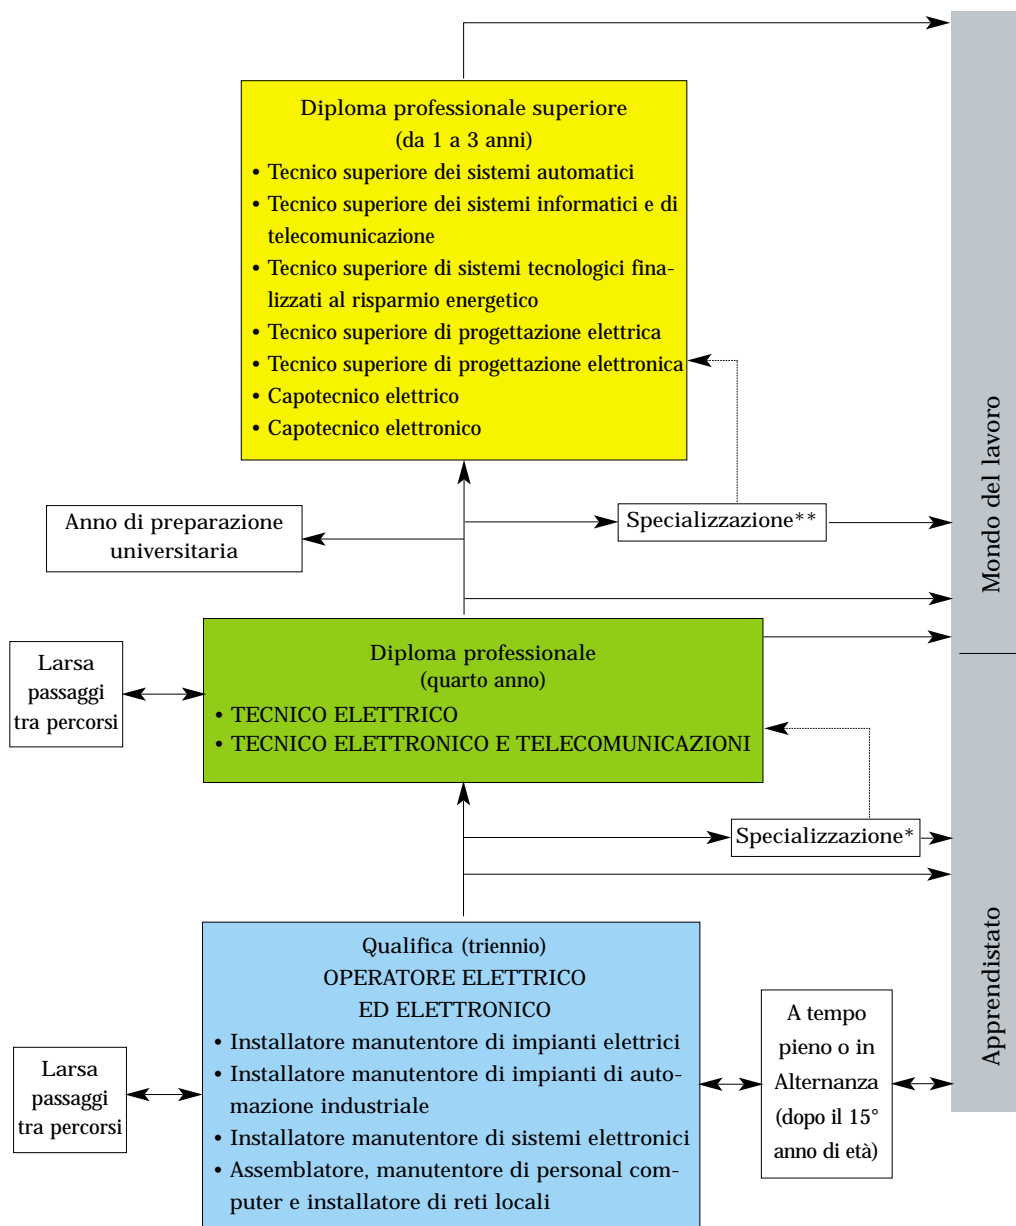 Diploma professionale superiore
(da 1 a 3 anni)
• Tecnico superiore dei sistemi automatici
• Tecnico superiore dei sistemi informatici e di
telecomunicazione
• Tecnico superiore di sistemi tecnologici fina-
lizzati al risparmio energetico
• Tecnico superiore di progettazione elettrica
• Tecnico superiore di progettazione elettronica
• Capotecnico elettrico
• Capotecnico elettronico
Anno di preparazione
universitaria
Specializzazione**
Mondo del lavoro
Larsa
passaggi
tra percorsi
Diploma professionale
(quarto anno)
• TECNICO ELETTRICO
• TECNICO ELETTRONICO E TELECOMUNICAZIONI
Specializzazione*
Apprendistato
Larsa
passaggi
tra percorsi
Qualifica (triennio)
OPERATORE ELETTRICO
ED ELETTRONICO
• Installatore manutentore di impianti elettrici
• Installatore manutentore di impianti di auto-
mazione industriale
• Installatore manutentore di sistemi elettronici
• Assemblatore, manutentore di personal com-
puter e installatore di reti locali
A tempo
pieno o in
Alternanza
(dopo il 15°
anno di età)